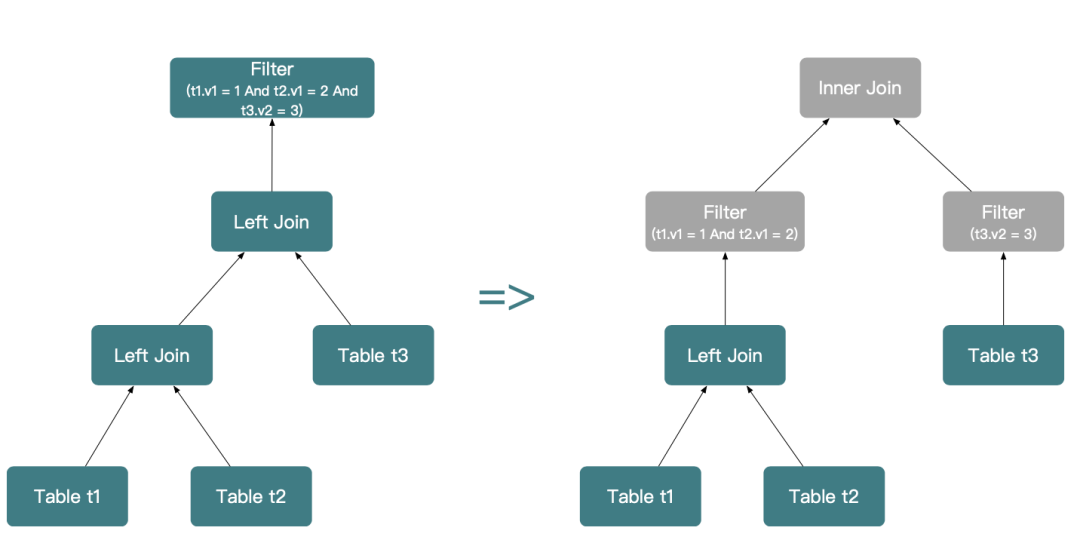 Filter
(t1.v1 = 1 And t2.v1 = 2 And
t3.v2 = 3)
Left Join
Left Join
Table t3
Table t1
Table t2
=>
Inner Join
Filter
(t1.v1 = 1 And t2.v1 = 2)
Filter
(t3.v2 = 3)
Left Join
Table t3
Table t1
Table t2